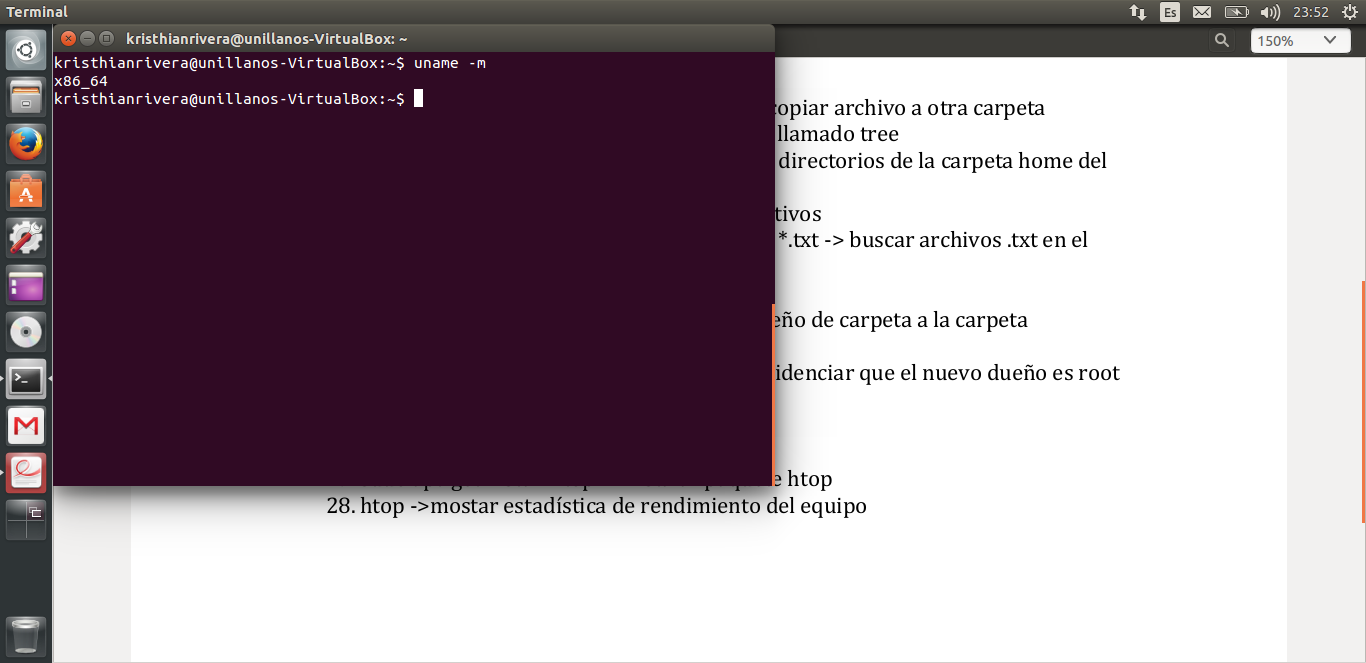 Terminal
Es
23:52
kristhianrivera@unillanos-VirtualBox: ~
150%
kristhianrivera@unillanos-VirtualBox:~$ uname -m
x86_64
kristhianrivera@unillanos-VirtualBox:~$
copiar archivo a otra carpeta
llamado tree
directorios de la carpeta home del
tivos
*.txt -> buscar archivos .txt en el
eño de carpeta a la carpeta
idenciar que el nuevo dueño es root
e htop
28. htop ->mostar estadística de rendimiento del equipo